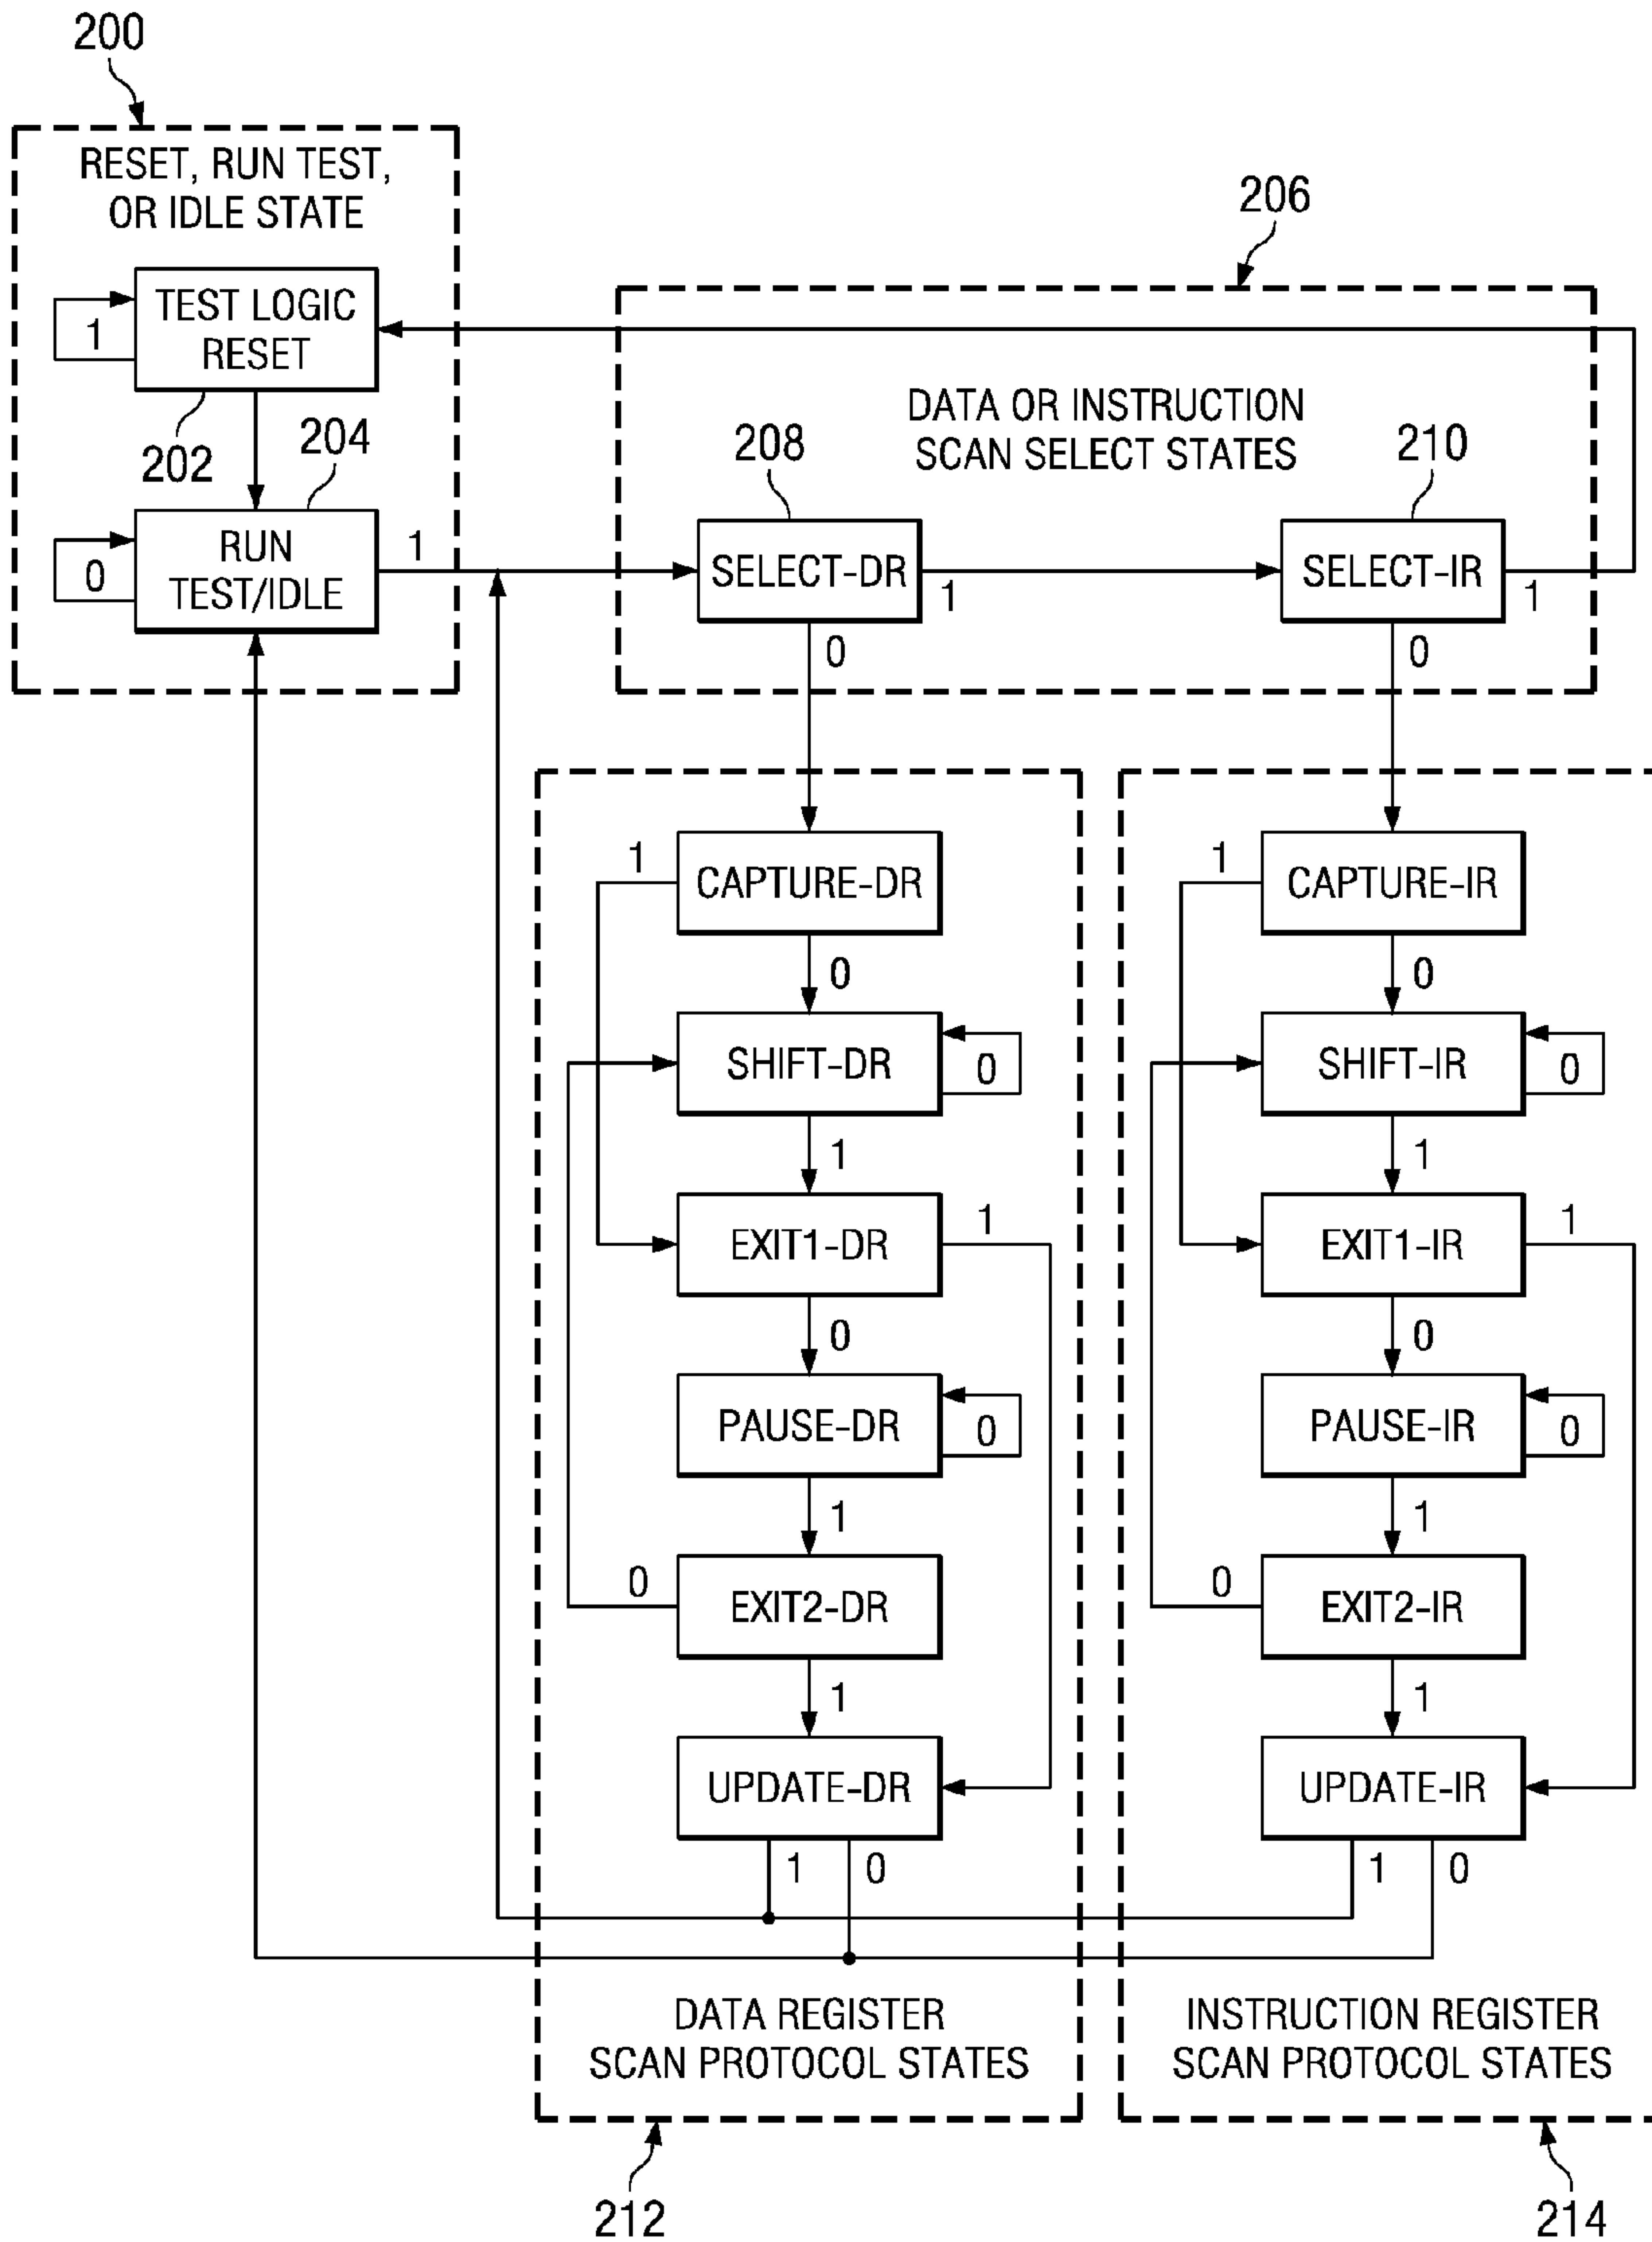 200
RESET, RUN TEST,
OR IDLE STATE
206
TEST LOGIC
RESET
1
DATA OR INSTRUCTION
SCAN SELECT STATES
202
204
208
210
RUN
TEST/IDLE
0
1
SELECT-DR
1
SELECT-IR
1
0
0
1
CAPTURE-DR
1
CAPTURE-IR
0
0
SHIFT-DR
0
SHIFT-IR
0
1
1
EXIT1-DR
1
EXIT1-IR
1
0
0
PAUSE-DR
0
PAUSE-IR
0
1
1
0
EXIT2-DR
0
EXIT2-IR
1
1
UPDATE-DR
UPDATE-IR
1
0
1
0
DATA REGISTER
SCAN PROTOCOL STATES
INSTRUCTION REGISTER
SCAN PROTOCOL STATES
212
214